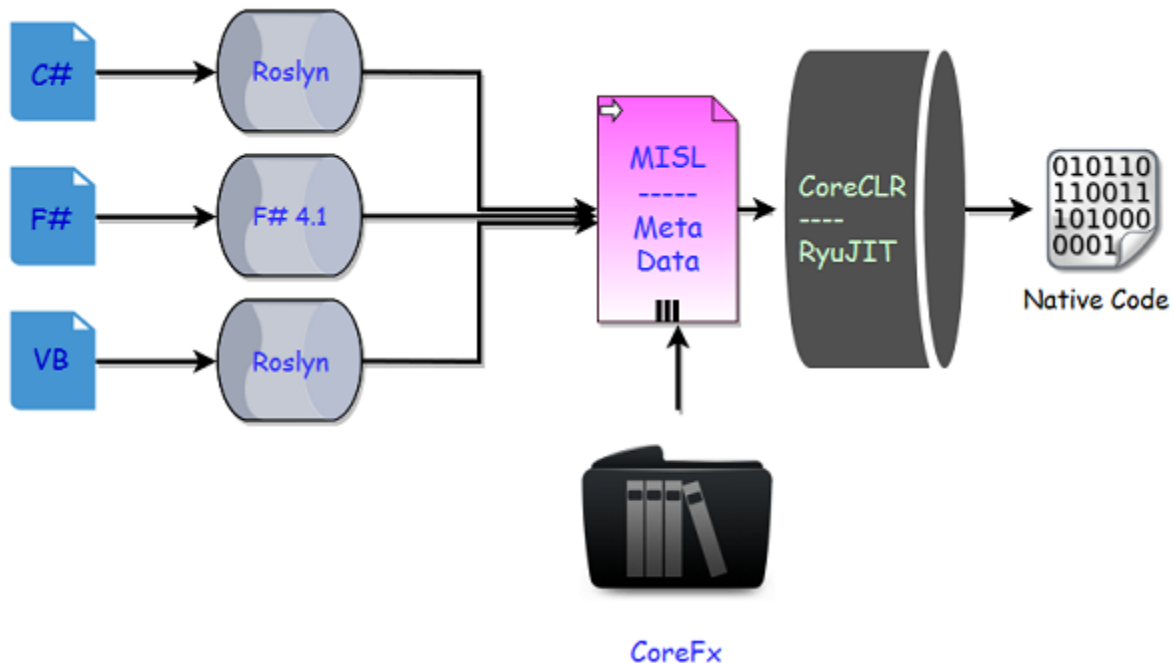 C#
Roslyn
F#
F# 4.1
VB
Roslyn
MISL
-----
Meta
Data
CoreCLR
----
RyuJIT
010110
110011
101000
0001
Native Code
CoreFx